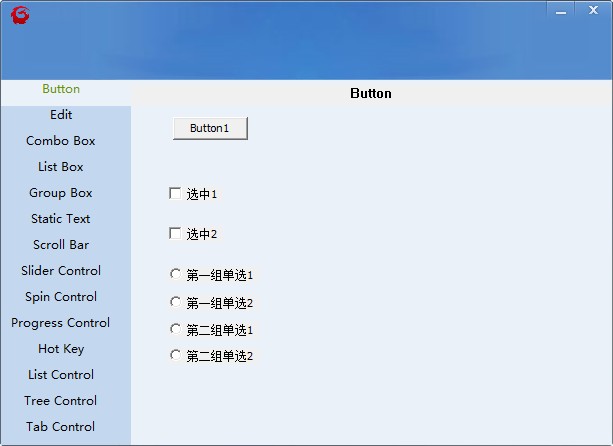 Button
Edit
Combo Box
List Box
Group Box
Static Text
Scroll Bar
Slider Control
Spin Control
Progress Control
Hot Key
List Control
Tree Control
Tab Control
Button
Button1
选中1
选中2
第一组单选1
第一组单选2
第二组单选1
第二组单选2